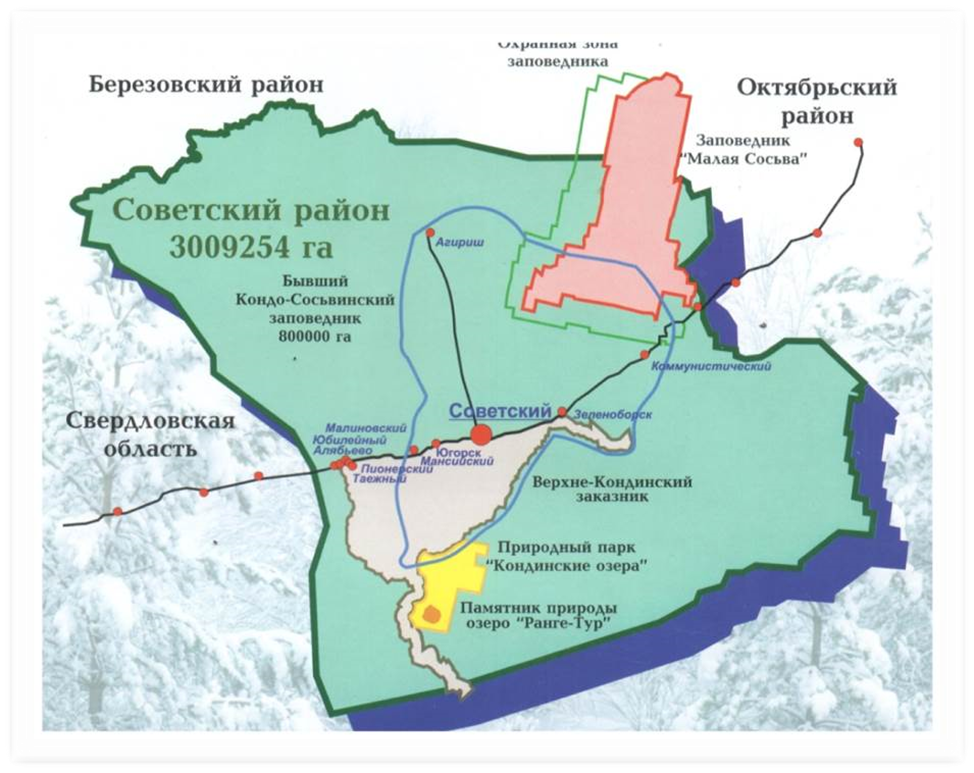 Охранная зона
заповедника
Березовский район
Октябрьский
район
Заповедник
"Малая Сосьва"
Советский район
3009254 га
Агириш
Бывший
Кондо-Сосьвинский
заповедник
800000 га
Коммунистический
Советский
Зеленоборск
Свердловская
область
Малиновский
Юбилейный
Алябьево
Югорск
Мансийский
Пионерский
Таежный
Верхне-Кондинский
заказник
Природный парк
"Кондинские озера"
Памятник природы
озеро "Ранге-Тур"